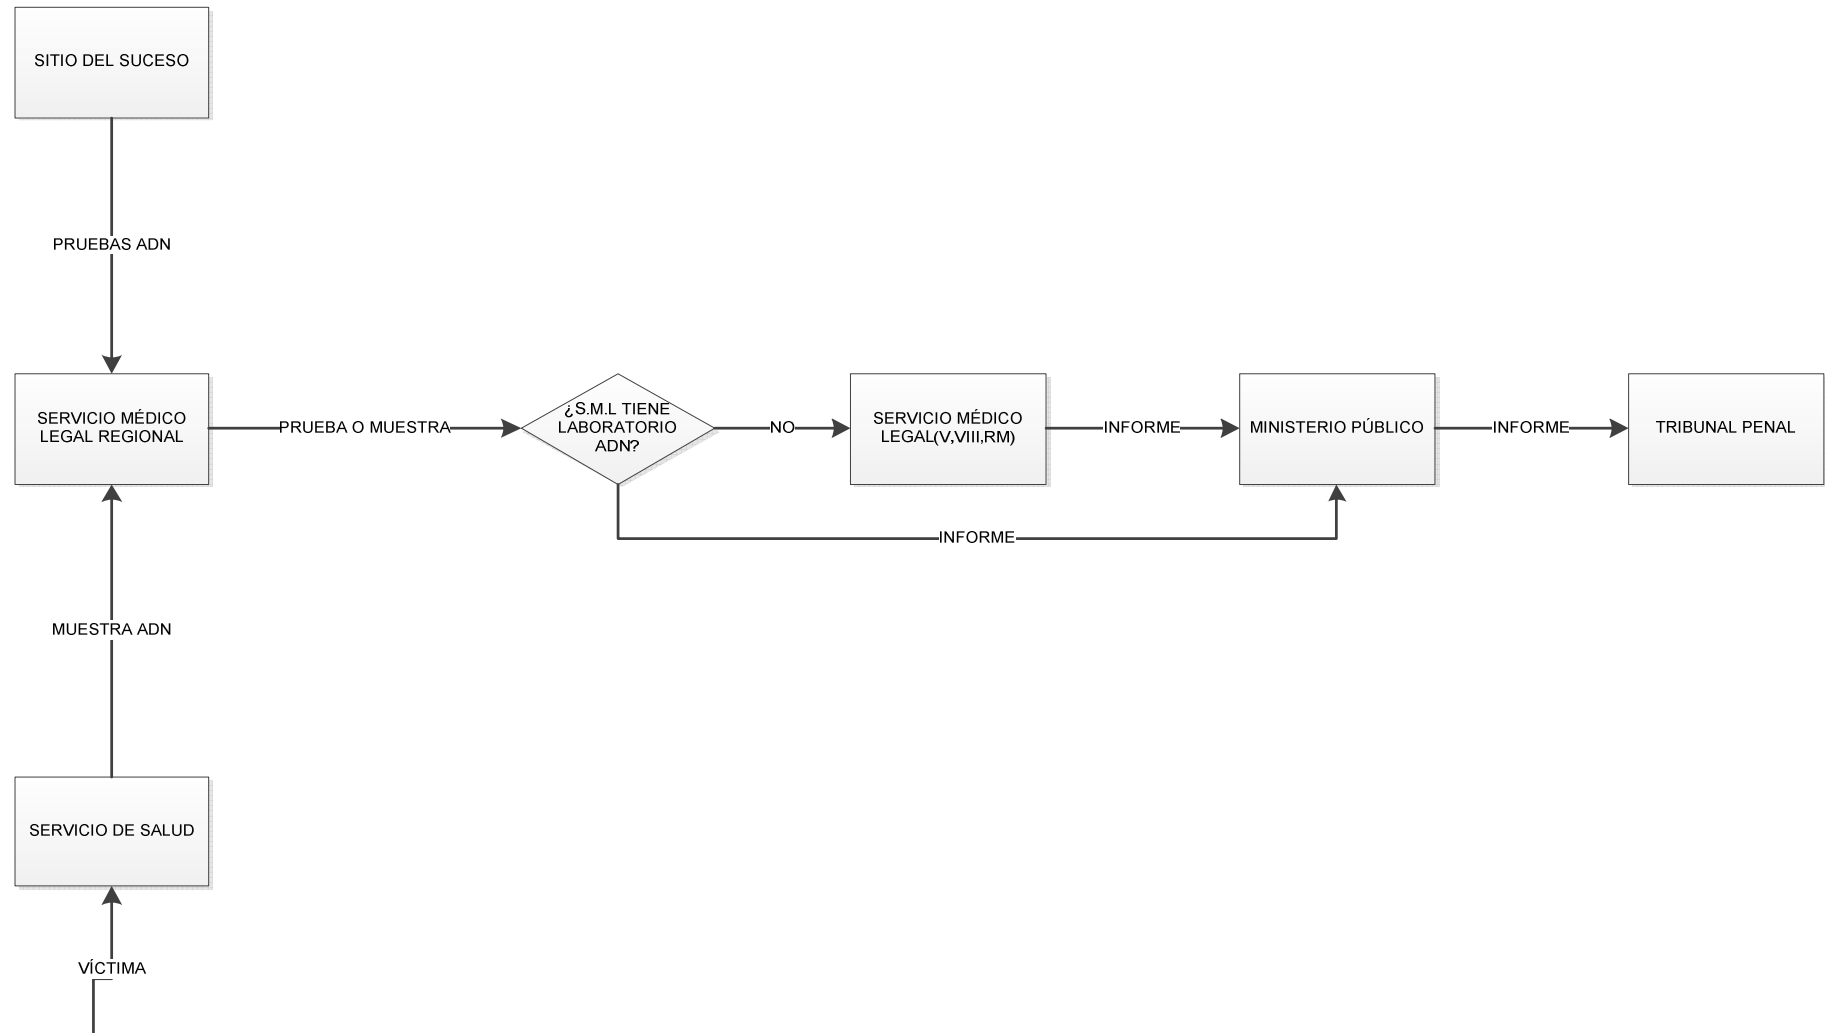 SITIO DEL SUCESO
PRUEBAS ADN
SERVICIO MÉDICO
LEGAL REGIONAL
PRUEBA O MUESTRA
¿S.M.L TIENE
LABORATORIO
ADN?
NO
SERVICIO MÉDICO
LEGAL(V,VIII,RM)
INFORME
MINISTERIO PÚBLICO
INFORME
TRIBUNAL PENAL
INFORME
MUESTRA ADN
SERVICIO DE SALUD
VÍCTIMA